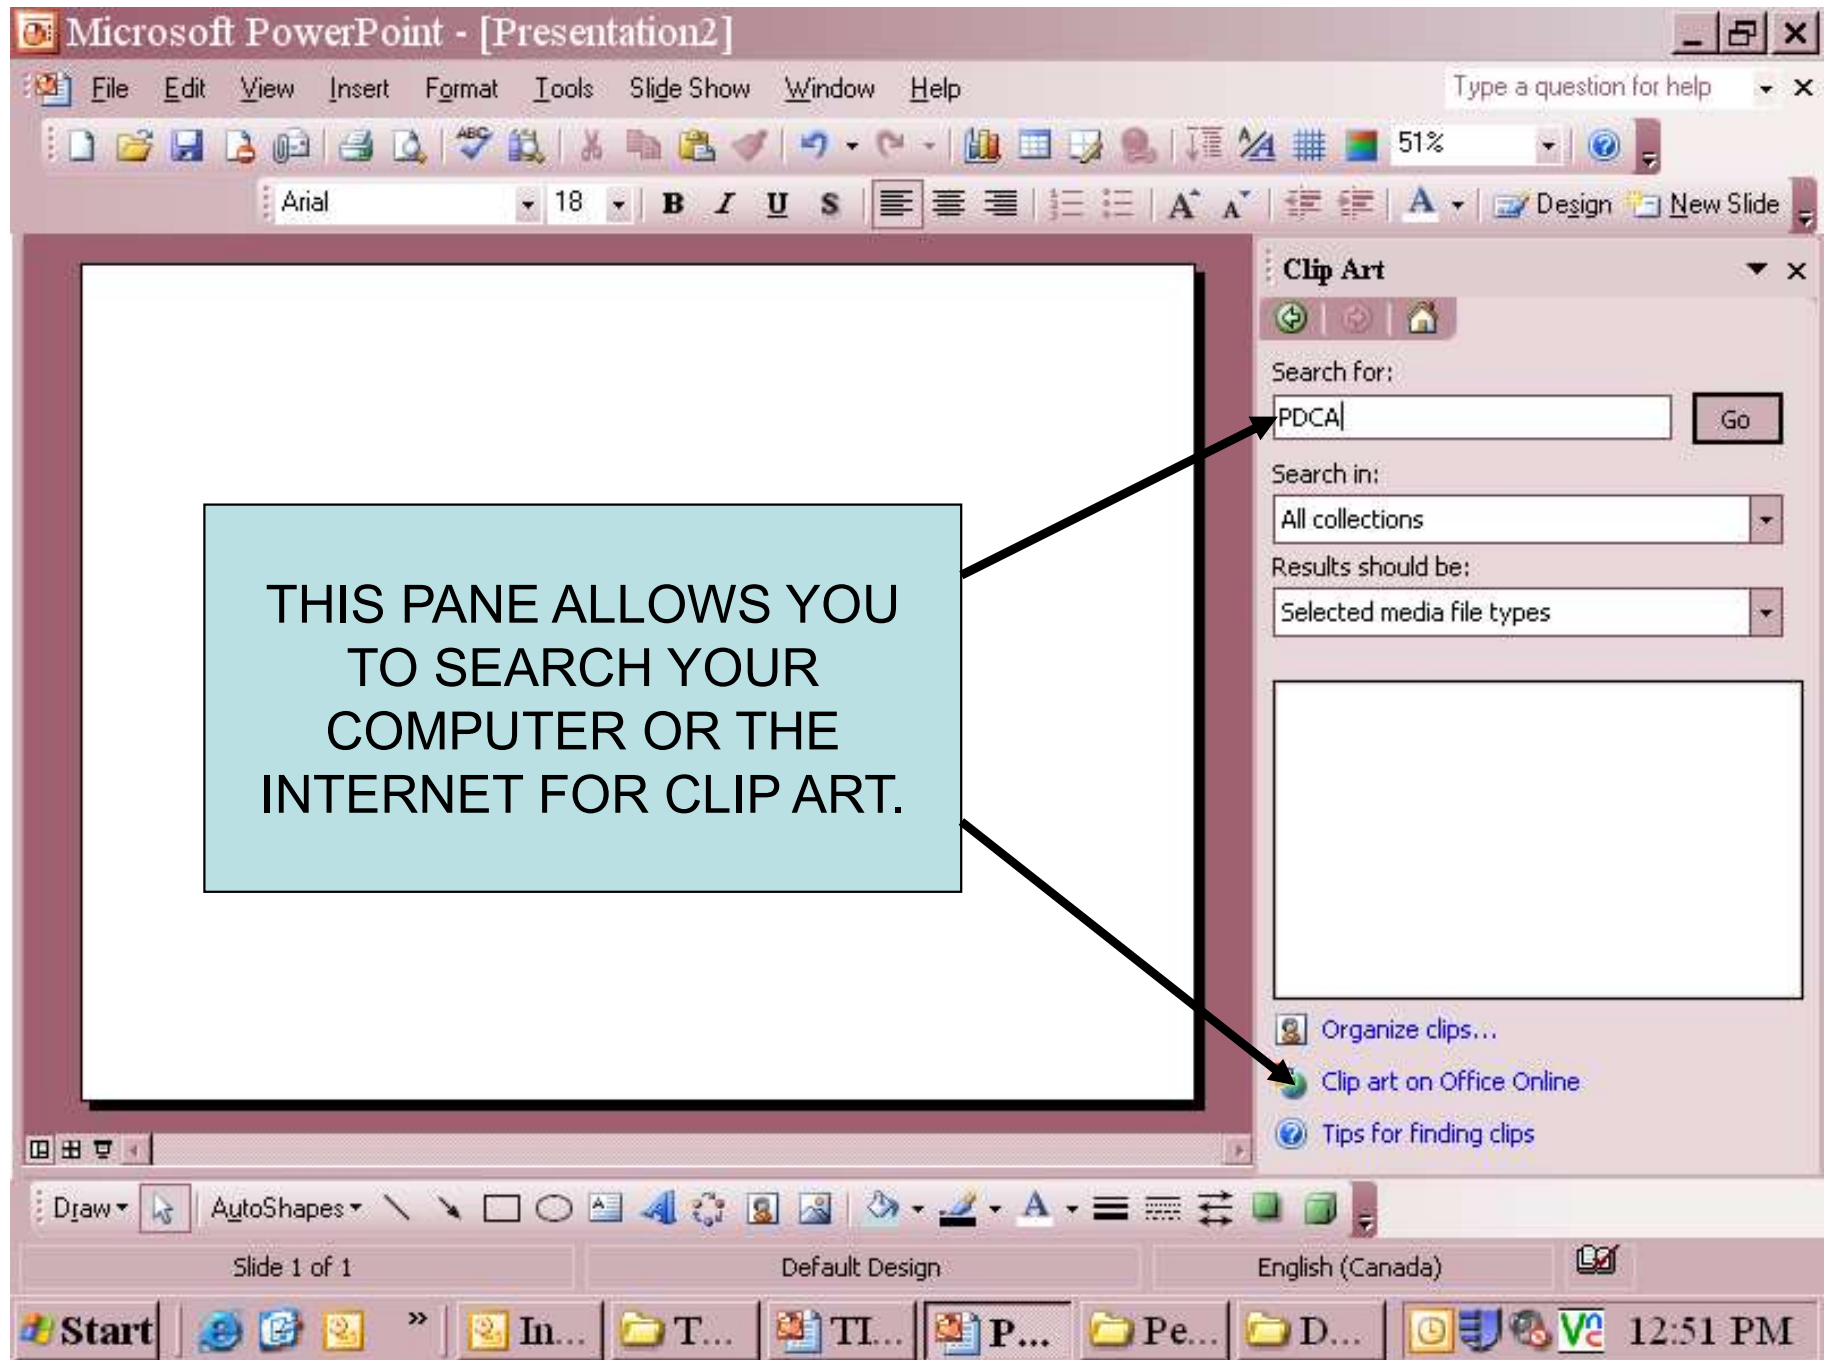 Microsoft PowerPoint - [Presentation2]
File Edit View Insert Format Tools Slide Show Window Help Type a question for help
ABC 51%
Arial 18 B I U S A A A Design New Slide
Clip Art
Search for:
PDCA Go
Search in:
All collections
Results should be:
Selected media file types
THIS PANE ALLOWS YOU
TO SEARCH YOUR
COMPUTER OR THE
INTERNET FOR CLIP ART.
Organize clips...
Clip art on Office Online
Tips for finding clips
Draw AutoShapes A
Slide 1 of 1 Default Design English (Canada)
Start » In... T... TI... P... Pe... D... 12:51 PM